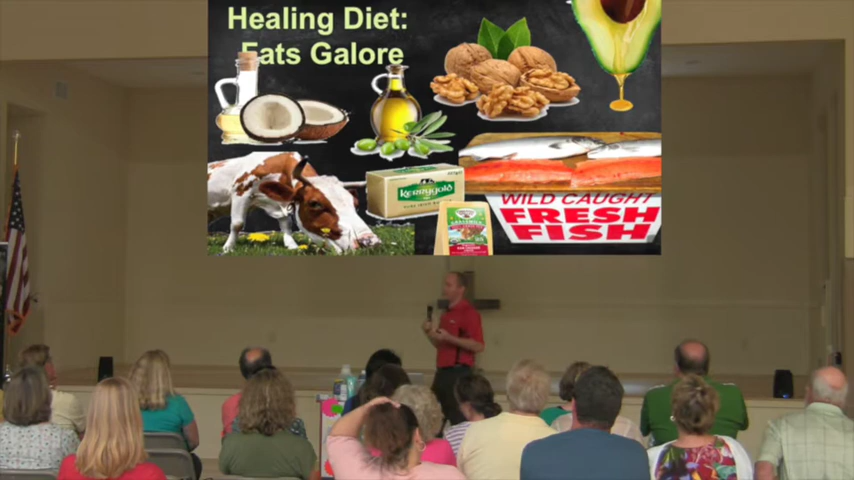 Healing Diet:
Fats Galore
KERRYGOLD
WILD CAUGHT
FRESH
FISH